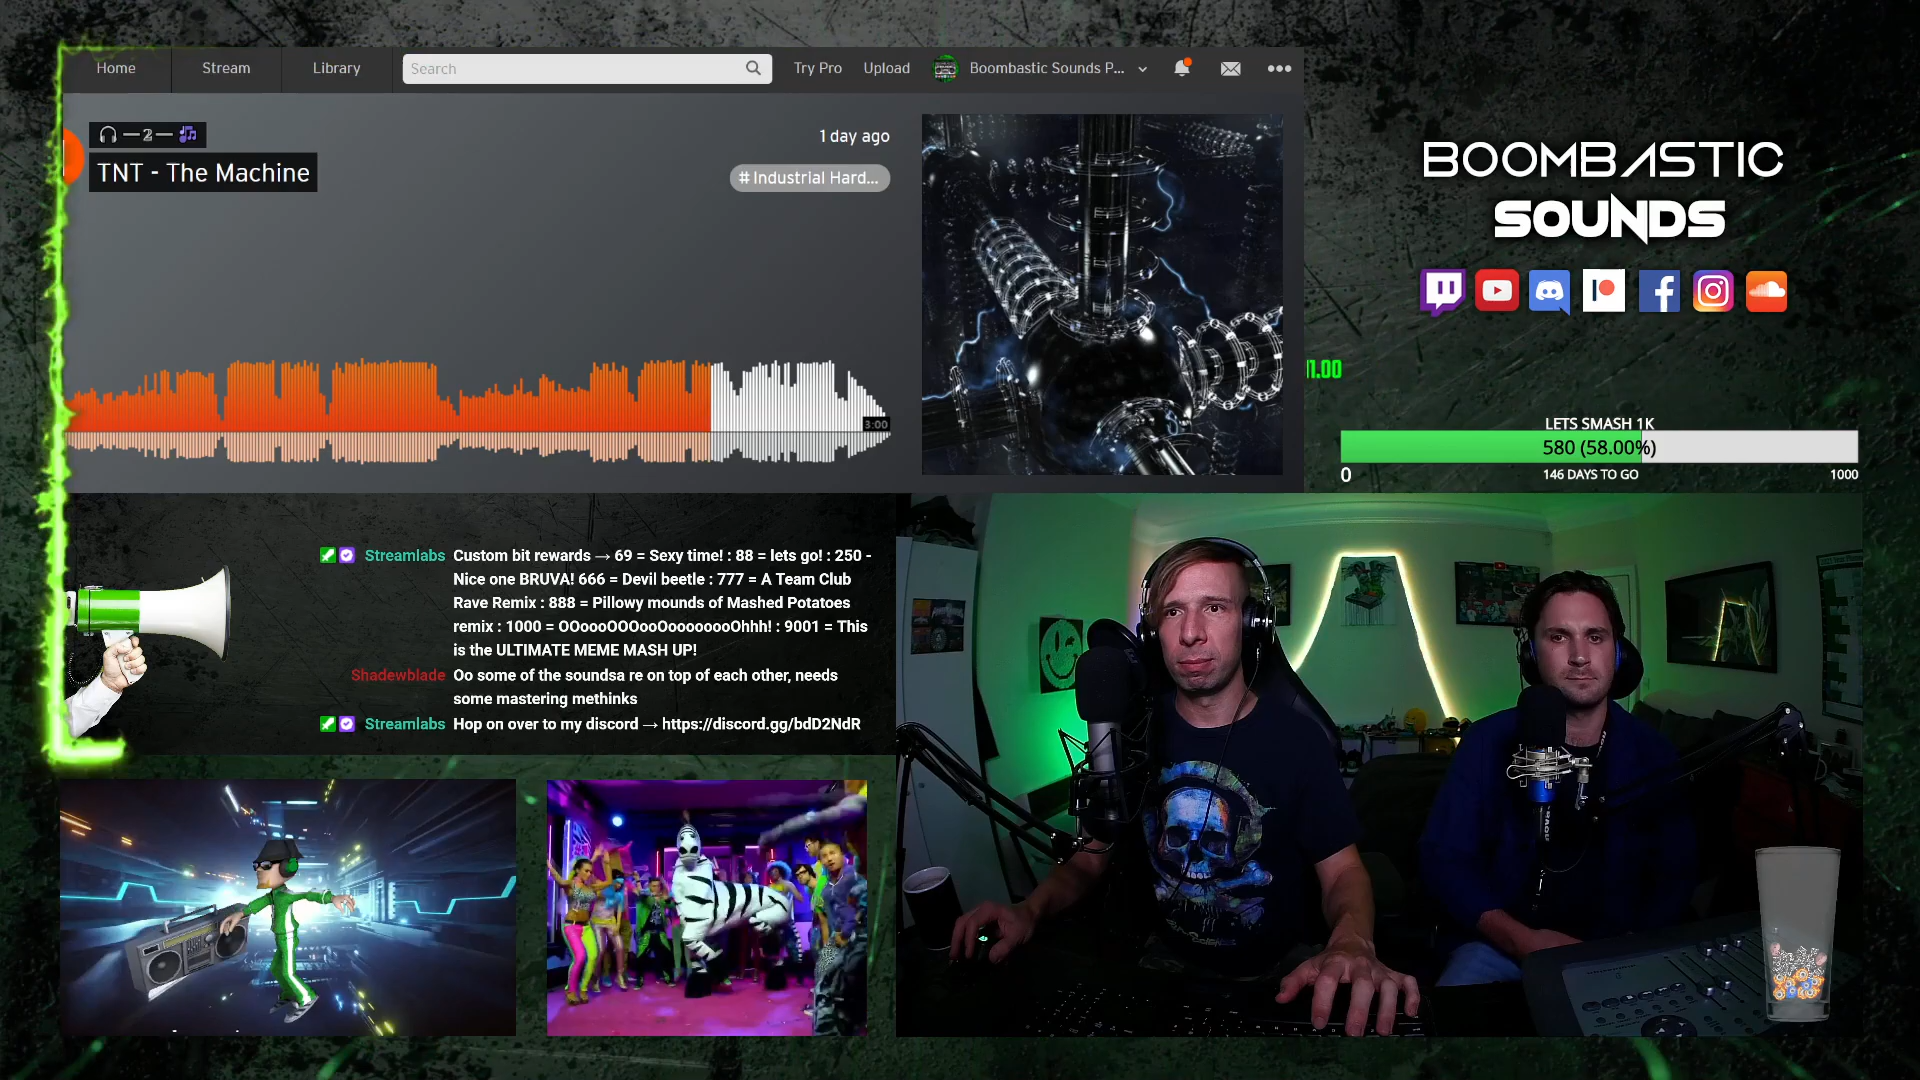 Home
Stream
Library
Search
Try Pro
Upload
Boombastic Sounds P...
2
TNT - The Machine
1 day ago
# Industrial Hard...
3:00
BOOMBASTIC
SOUNDS
11.00
LETS SMASH 1K
580 (58.00%)
0
146 DAYS TO GO
1000
Streamlabs Custom bit rewards → 69 = Sexy time! : 88 = lets go! : 250 -
Nice one BRUVA! 666 = Devil beetle : 777 = A Team Club
Rave Remix : 888 = Pillowy mounds of Mashed Potatoes
remix : 1000 = OOoooOOOooOoooooooOhhh! : 9001 = This
is the ULTIMATE MEME MASH UP!
Shadewblade Oo some of the soundsa re on top of each other, needs
some mastering methinks
Streamlabs Hop on over to my discord → https://discord.gg/bdD2NdR